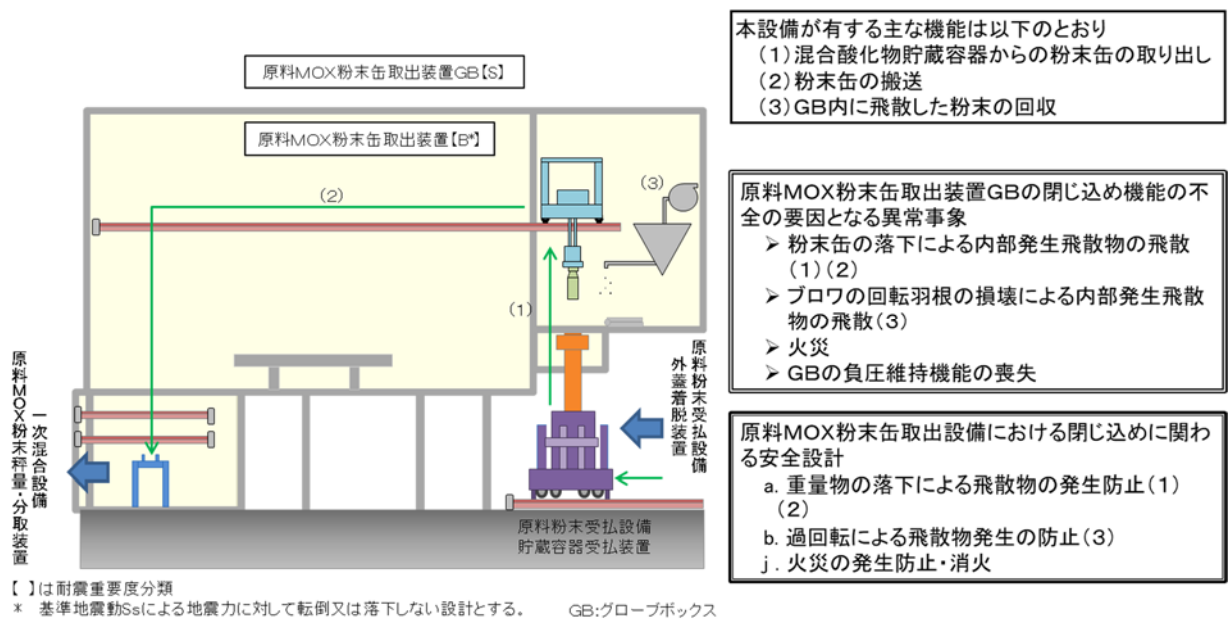 原料MOX粉末缶取出装置GB【S】
原料MOX粉末缶取出装置【B*】
(2)
(3)
(1)
原料粉末受払設備
外蓋着脱装置
一次混合設備
原料MOX粉末秤量・分取装置
原料粉末受払設備
貯蔵容器受払装置
【 】は耐震重要度分類
* 基準地震動Ssによる地震力に対して転倒又は落下しない設計とする。
GB:グローブボックス
本設備が有する主な機能は以下のとおり
(1)混合酸化物貯蔵容器からの粉末缶の取り出し
(2)粉末缶の搬送
(3)GB内に飛散した粉末の回収
原料MOX粉末缶取出装置GBの閉じ込め機能の不
全の要因となる異常事象
➢ 粉末缶の落下による内部発生飛散物の飛散
(1)(2)
➢ ブロワの回転羽根の損壊による内部発生飛散
物の飛散(3)
➢ 火災
➢ GBの負圧維持機能の喪失
原料MOX粉末缶取出設備における閉じ込めに関わ
る安全設計
a. 重量物の落下による飛散物の発生防止(1)
(2)
b. 過回転による飛散物発生の防止(3)
j. 火災の発生防止・消火